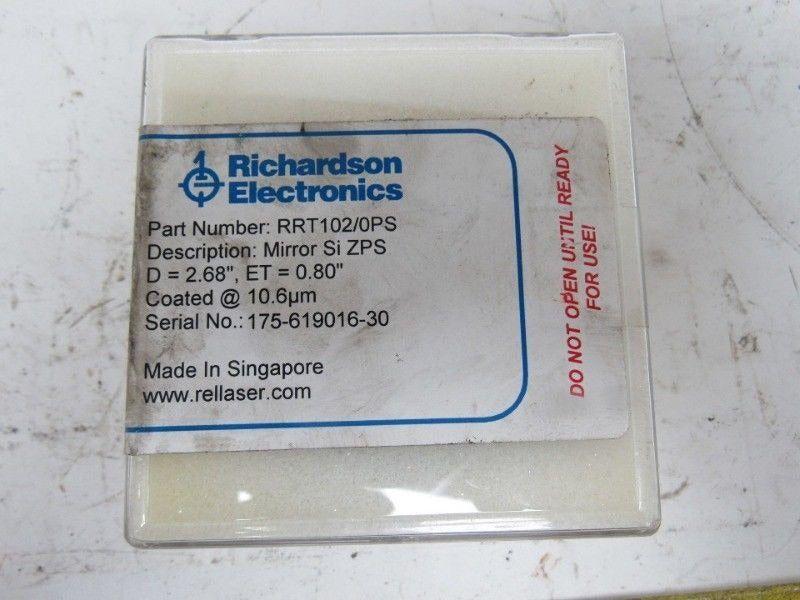 Richardson
Electronics
Part Number: RRT102/0PS
Description: Mirror Si ZPS
D = 2.68", ET = 0.80"
Coated @ 10.6µm
Serial No.: 175-619016-30
Made In Singapore
www.rellaser.com
DO NOT OPEN UNTIL READY
FOR USE!